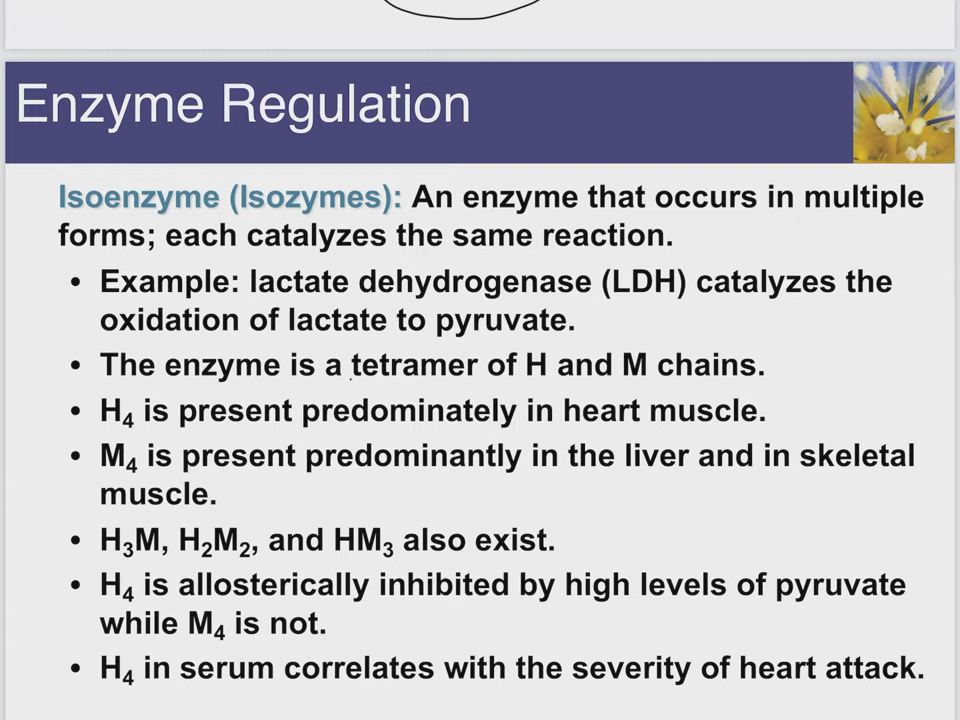 Enzyme Regulation
Isoenzyme (Isozymes): An enzyme that occurs in multiple
forms; each catalyzes the same reaction.
• Example: lactate dehydrogenase (LDH) catalyzes the
oxidation of lactate to pyruvate.
• The enzyme is a tetramer of H and M chains.
• H₄ is present predominately in heart muscle.
• M₄ is present predominantly in the liver and in skeletal
muscle.
• H₃M, H₂M₂, and HM₃ also exist.
• H₄ is allosterically inhibited by high levels of pyruvate
while M₄ is not.
• H₄ in serum correlates with the severity of heart attack.